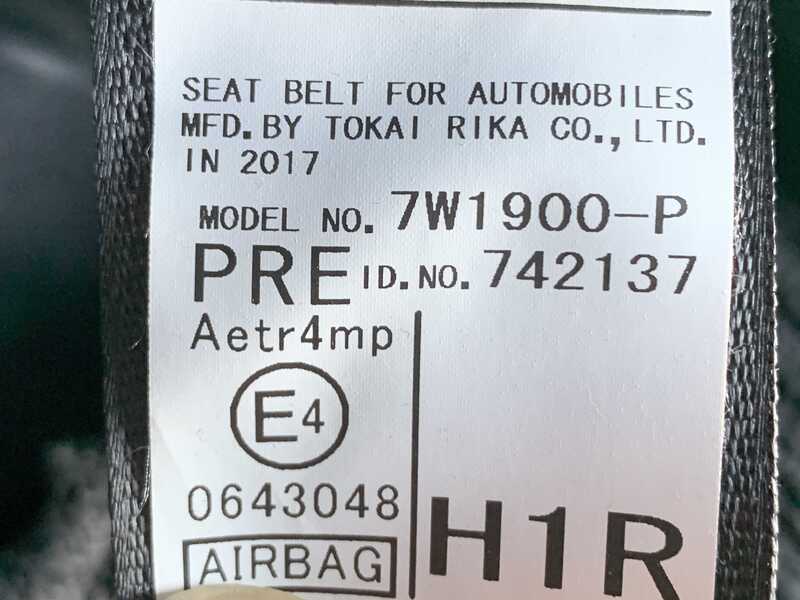 SEAT BELT FOR AUTOMOBILES
MFD. BY TOKAI RIKA CO., LTD.
IN 2017
MODEL NO. 7W1900-P
PRE ID. NO. 742137
Aetr4mp
E4
0643048
AIRBAG
H1R